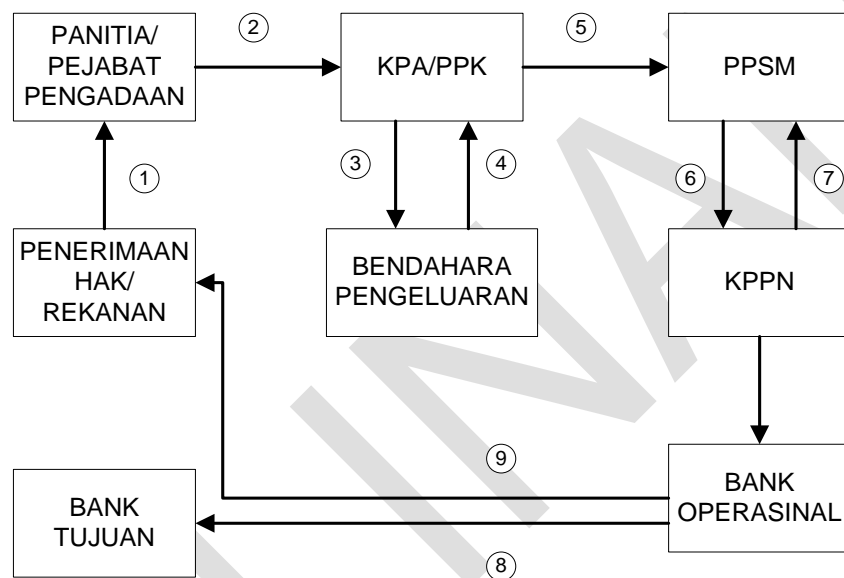 PANITIA/
PEJABAT
PENGADAAN
2
KPA/PPK
5
PPSM
1
3
4
6
7
PENERIMAAN
HAK/
REKANAN
BENDAHARA
PENGELUARAN
KPPN
9
BANK
TUJUAN
BANK
OPERASINAL
8